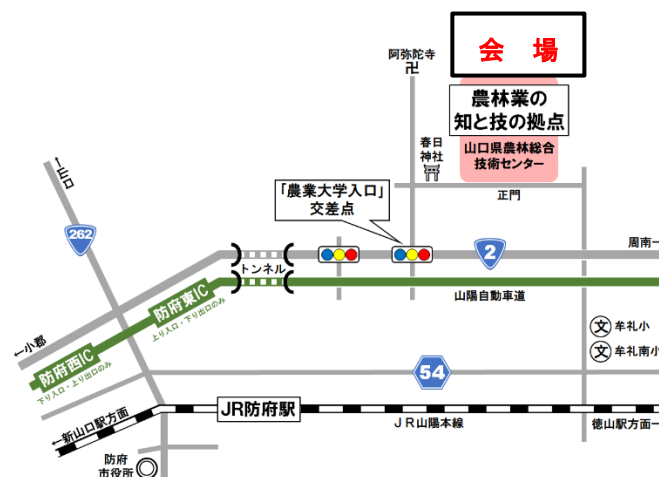 会 場
阿弥陀寺
卍
農林業の
知と技の拠点
山口県農林総合
技術センター
春日
神社
正門
「農業大学入口」
交差点
←山口
262
周南→
2
トンネル
山陽自動車道
防府東IC
上り入口・下り出口のみ
←小郡
防府西IC
下り入口・上り出口のみ
文 牟礼小
文 牟礼南小
54
JR防府駅
←新山口駅方面
JR山陽本線
徳山駅方面→
防府
市役所